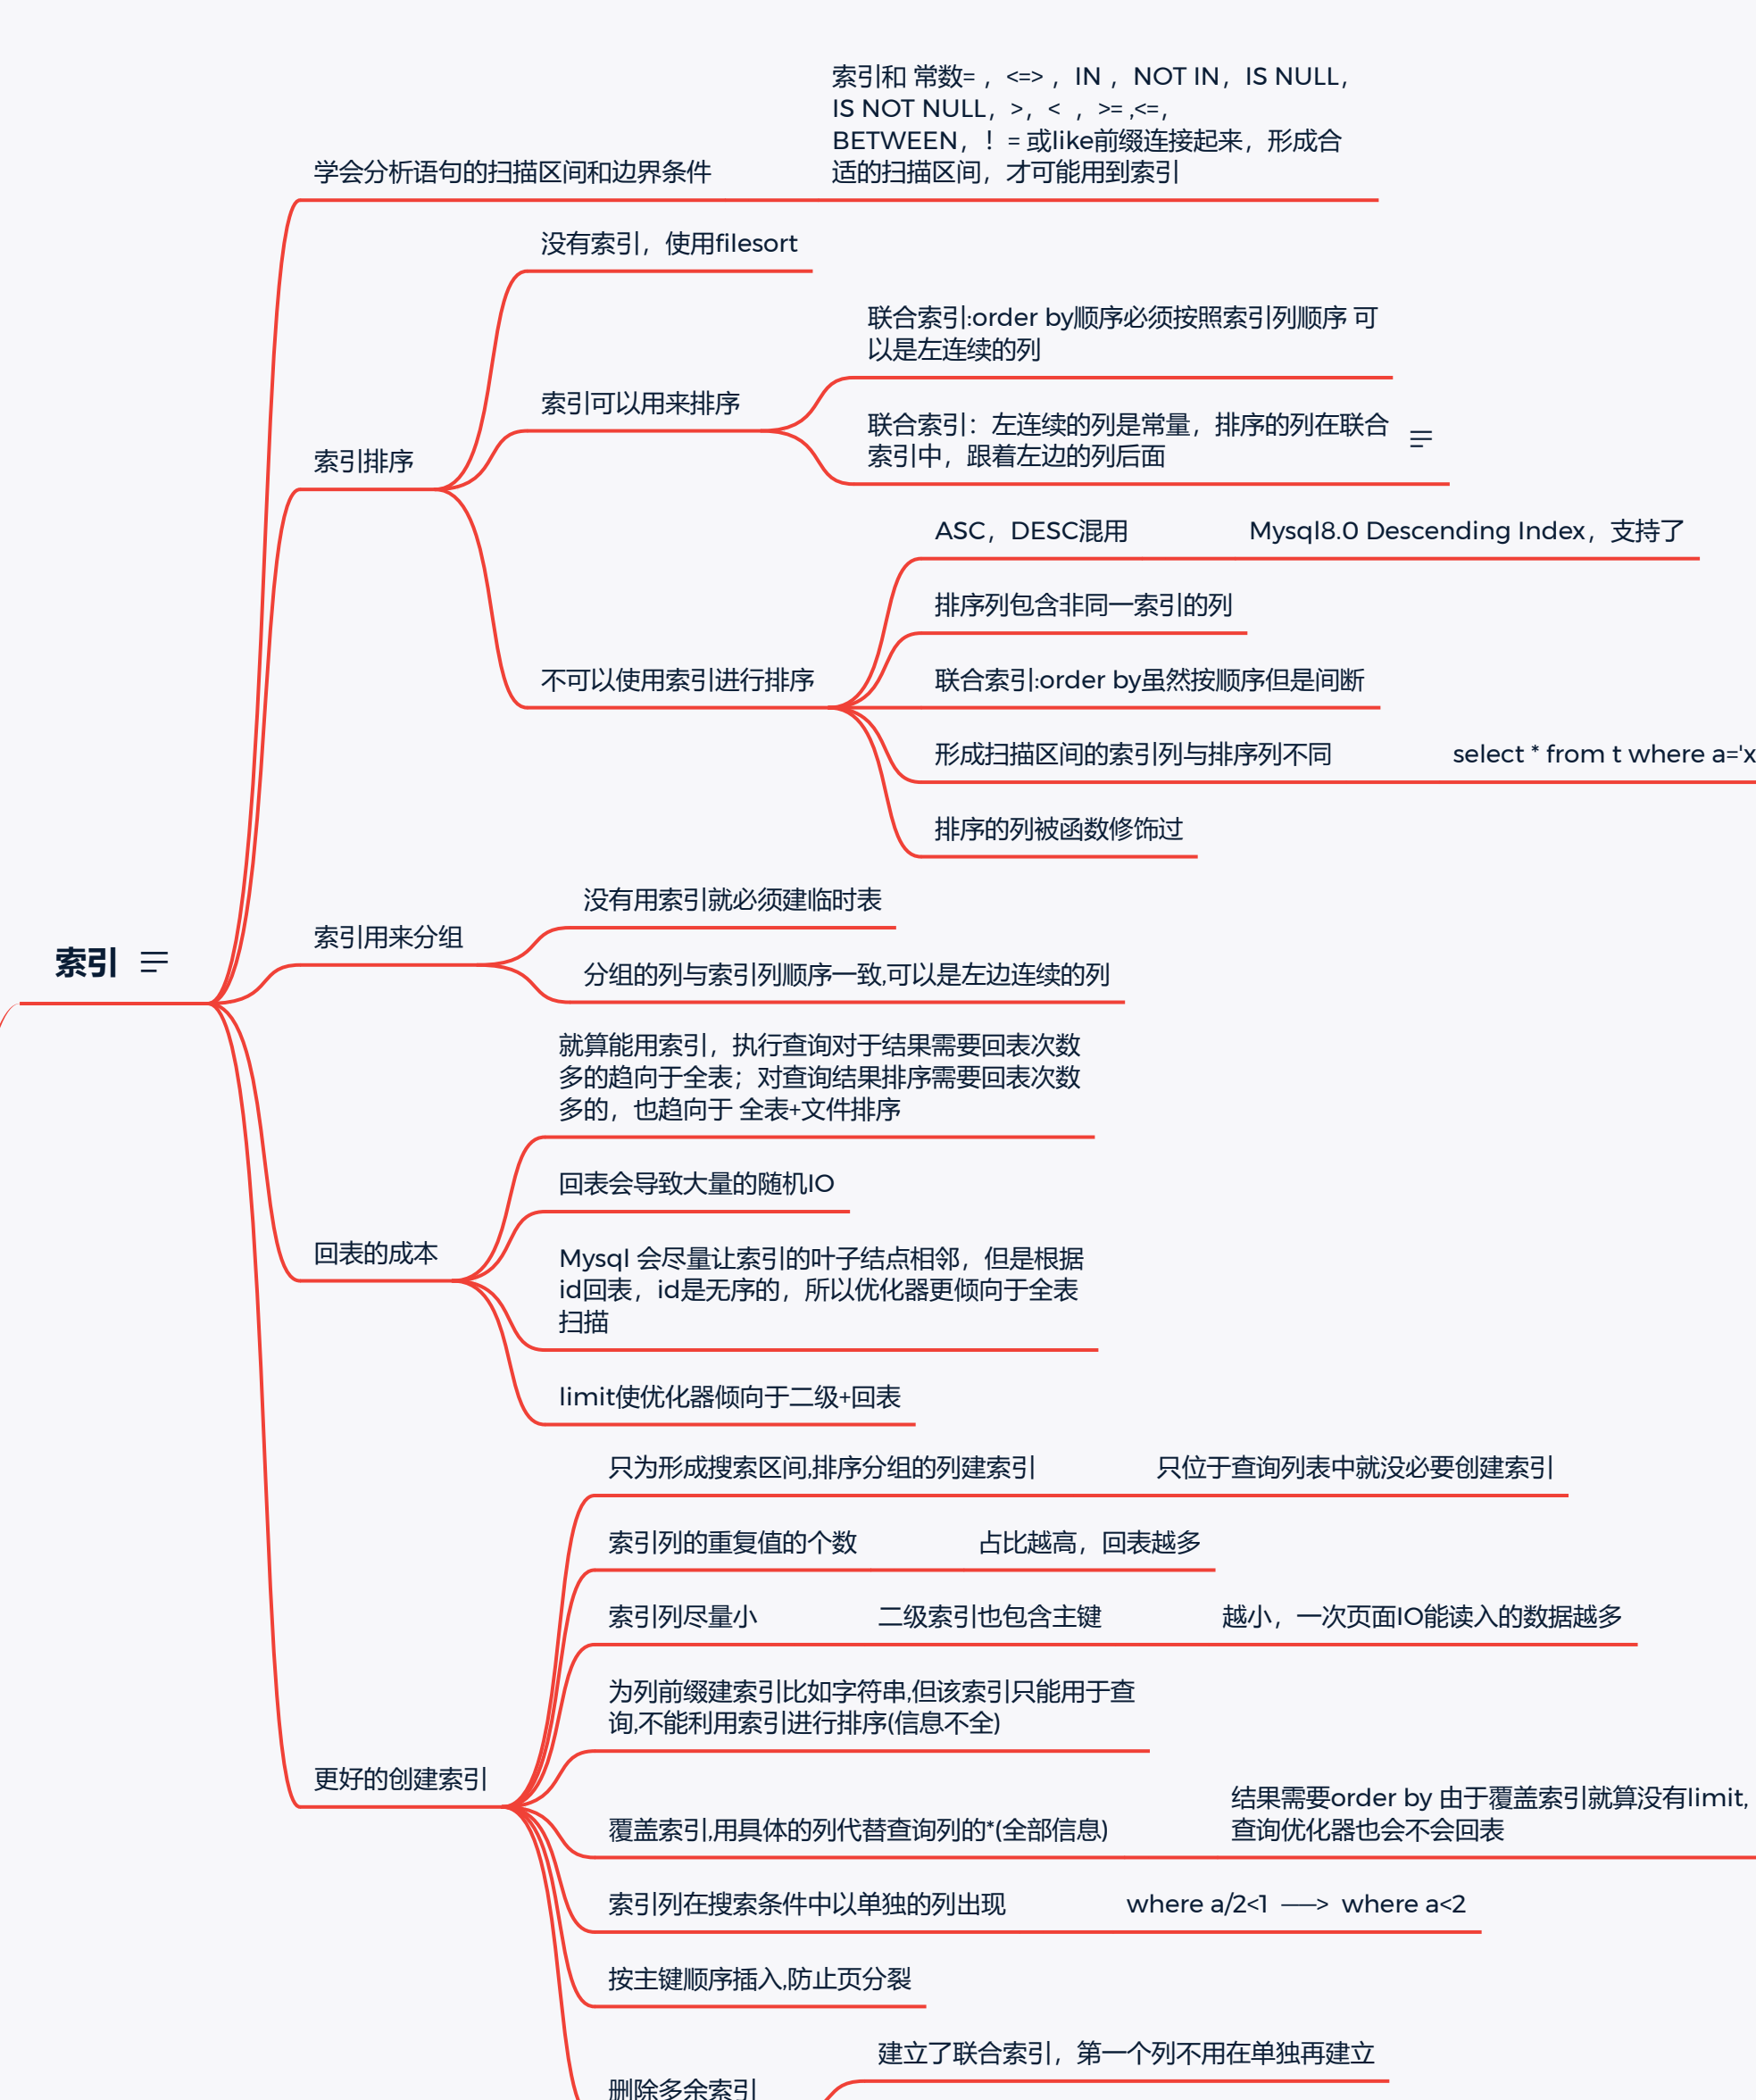 索引和 常数= ，<=> ，IN ，NOT IN，IS NULL，
IS NOT NULL，>，< ，>= ,<=，
BETWEEN，！= 或like前缀连接起来，形成合
适的扫描区间，才可能用到索引
学会分析语句的扫描区间和边界条件
没有索引，使用filesort
联合索引:order by顺序必须按照索引列顺序 可
以是左连续的列
索引可以用来排序
联合索引：左连续的列是常量，排序的列在联合
索引中，跟着左边的列后面
索引排序
ASC，DESC混用
Mysql8.0 Descending Index，支持了
排序列包含非同一索引的列
不可以使用索引进行排序
联合索引:order by虽然按顺序但是间断
形成扫描区间的索引列与排序列不同
select * from t where a='x
排序的列被函数修饰过
没有用索引就必须建临时表
索引用来分组
分组的列与索引列顺序一致,可以是左边连续的列
索引
就算能用索引，执行查询对于结果需要回表次数
多的趋向于全表；对查询结果排序需要回表次数
多的，也趋向于 全表+文件排序
回表会导致大量的随机IO
回表的成本
Mysql 会尽量让索引的叶子结点相邻，但是根据
id回表，id是无序的，所以优化器更倾向于全表
扫描
limit使优化器倾向于二级+回表
只为形成搜索区间,排序分组的列建索引
只位于查询列表中就没必要创建索引
索引列的重复值的个数
占比越高，回表越多
索引列尽量小
二级索引也包含主键
越小，一次页面IO能读入的数据越多
为列前缀建索引比如字符串,但该索引只能用于查
询,不能利用索引进行排序(信息不全)
更好的创建索引
覆盖索引,用具体的列代替查询列的*(全部信息)
结果需要order by 由于覆盖索引就算没有limit,
查询优化器也会不会回表
索引列在搜索条件中以单独的列出现
where a/2<1 ——> where a<2
按主键顺序插入,防止页分裂
建立了联合索引，第一个列不用在单独再建立
删除多余索引